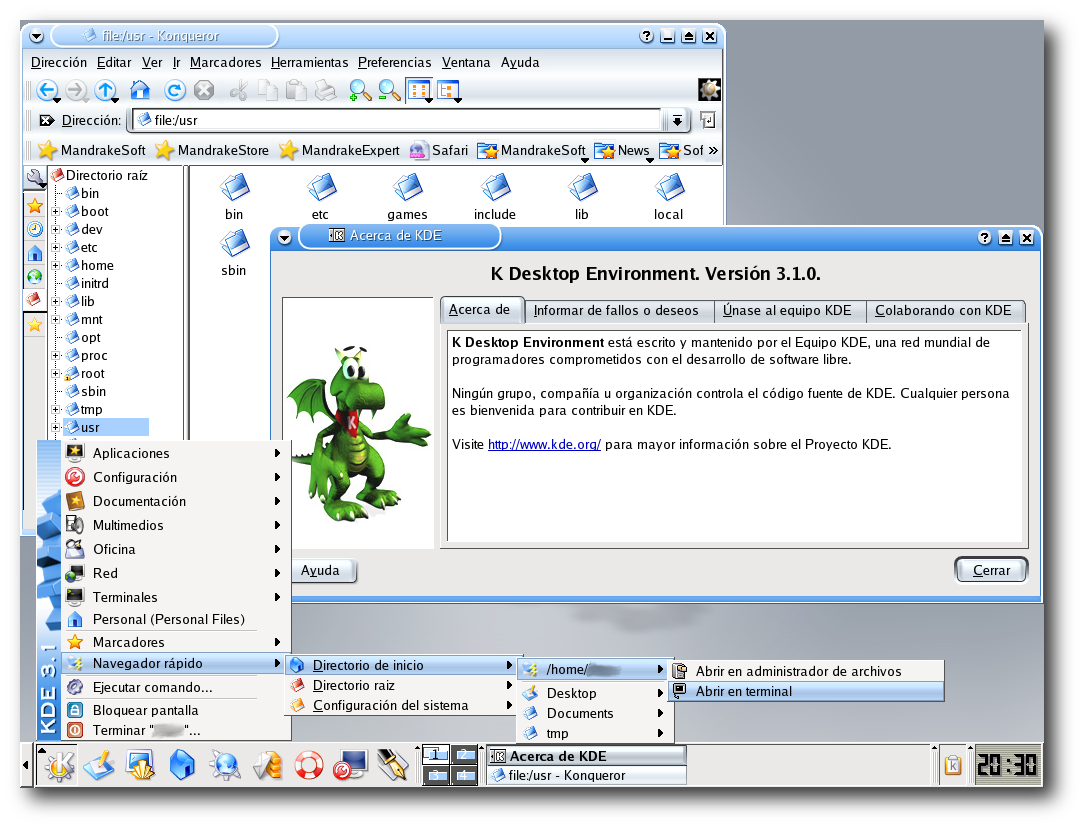 file:/usr - Konqueror
Dirección Editar Ver Ir Marcadores Herramientas Preferencias Ventana Ayuda
Dirección: file:/usr
MandrakeSoft MandrakeStore MandrakeExpert Safari MandrakeSoft News Sof »
Directorio raíz
bin
boot
dev
etc
home
initrd
lib
mnt
opt
proc
root
sbin
tmp
usr
bin etc games include lib local
sbin
Acerca de KDE
K Desktop Environment. Versión 3.1.0.
Acerca de Informar de fallos o deseos Únase al equipo KDE Colaborando con KDE
K Desktop Environment está escrito y mantenido por el Equipo KDE, una red mundial de
programadores comprometidos con el desarrollo de software libre.
Ningún grupo, compañía u organización controla el código fuente de KDE. Cualquier persona
es bienvenida para contribuir en KDE.
Visite http://www.kde.org/ para mayor información sobre el Proyecto KDE.
Ayuda Cerrar
KDE 3.1
Aplicaciones
Configuración
Documentación
Multimedios
Oficina
Red
Terminales
Personal (Personal Files)
Marcadores
Navegador rápido
Ejecutar comando...
Bloquear pantalla
Terminar " "...
Directorio de inicio
Directorio raiz
Configuración del sistema
/home/
Desktop
Documents
tmp
Abrir en administrador de archivos
Abrir en terminal
1 2
3 4
Acerca de KDE
file:/usr - Konqueror
20:30